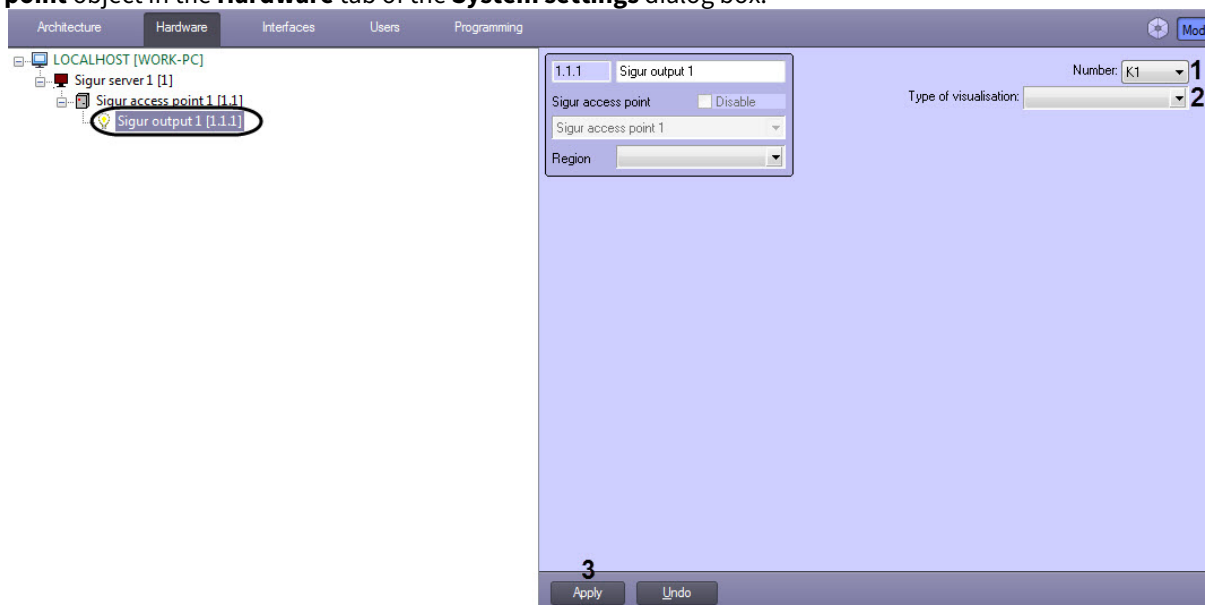 point object in the Hardware tab of the System settings dialog box.
Architecture Hardware Interfaces Users Programming
LOCALHOST [WORK-PC]
Sigur server 1 [1]
Sigur access point 1 [1.1]
Sigur output 1 [1.1.1]
1.1.1 Sigur output 1
Sigur access point Disable
Sigur access point 1
Region
Number: K1 1
Type of visualisation: 2
3
Apply Undo